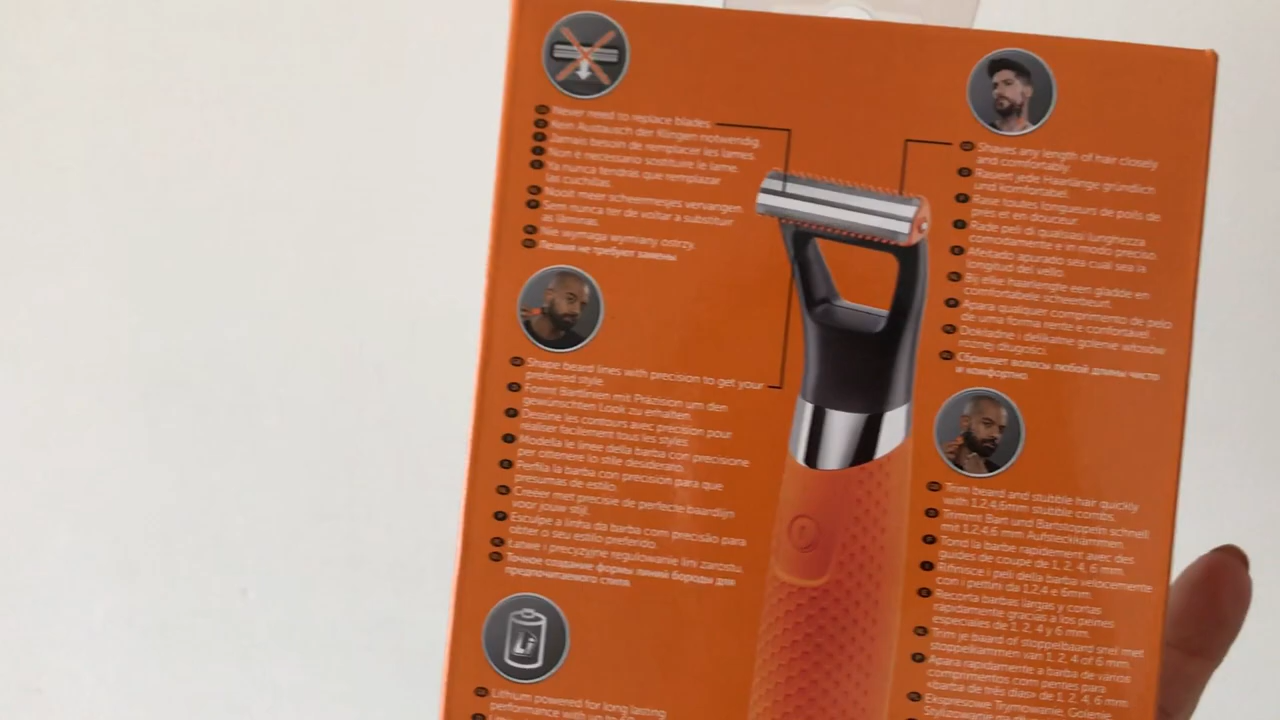 Never need to replace blades.
Kein Austausch der Klingen notwendig.
Jamais besoin de remplacer les lames.
Non è necessario sostituire le lame.
Ya nunca tendrás que remplazar
las cuchillas.
Nooit meer scheermesjes vervangen.
Sem nunca ter de voltar a substituir
as lâminas.
Nie wymaga wymiany ostrzy.
Лезвия не требуют замены
Shape beard lines with precision to get your
preferred style.
Formt Bartlinien mit Präzision um den
gewünschten Look zu erhalten.
Dessine les contours avec précision pour
réaliser facilement tous les styles.
Modella le linee della barba con precisione
per ottenere lo stile desiderato.
Perfila la barba con precisión para que
presumas de estilo.
Creëer met precisie de perfecte baardlijn
voor jouw stijl.
Esculpe a linha da barba com precisão para
obter o seu estilo preferido.
Łatwe i precyzyjne regulowanie linii zarostu.
Точное создание формы линий бороды для
предпочитаемого стиля.
Li
Lithium powered for long lasting
performance with up to
Shaves any length of hair closely
and comfortably.
Rasiert jede Haarlänge gründlich
und komfortabel.
Rase toutes longueurs de poils de
près et en douceur.
Rade peli di qualsiasi lunghezza
comodamente e in modo preciso.
Afeitado apurado sea cual sea la
longitud del vello.
Bij elke haarlengte een gladde en
comfortabele scheerbeurt.
Apara qualquer comprimento de pelo
de uma forma rente e confortável.
Dokładne i delikatne golenie włosów
różnej długości.
Сбривает волосы любой длины чисто
и комфортно.
Trim beard and stubble hair quickly
with 1,2,4,6mm stubble combs.
Trimmt Bart und Bartstoppeln schnell
mit 1,2,4,6 mm Aufsteckkämmen.
Tond la barbe rapidement avec des
guides de coupe de 1, 2, 4, 6 mm.
Rifinisce i peli della barba velocemente
con i pettini da 1,2,4 e 6mm.
Recorta barbas largas y cortas
rápidamente gracias a los peines
especiales de 1, 2, 4 y 6 mm.
Trim je baard of stoppelbaard snel met
stoppelkammen van 1, 2, 4 of 6 mm.
Apara rapidamente a barba de vários
comprimentos com pentes para
«barba de três dias» de 1, 2, 4, 6 mm.
Ekspresowe Trymowanie, Golenie,